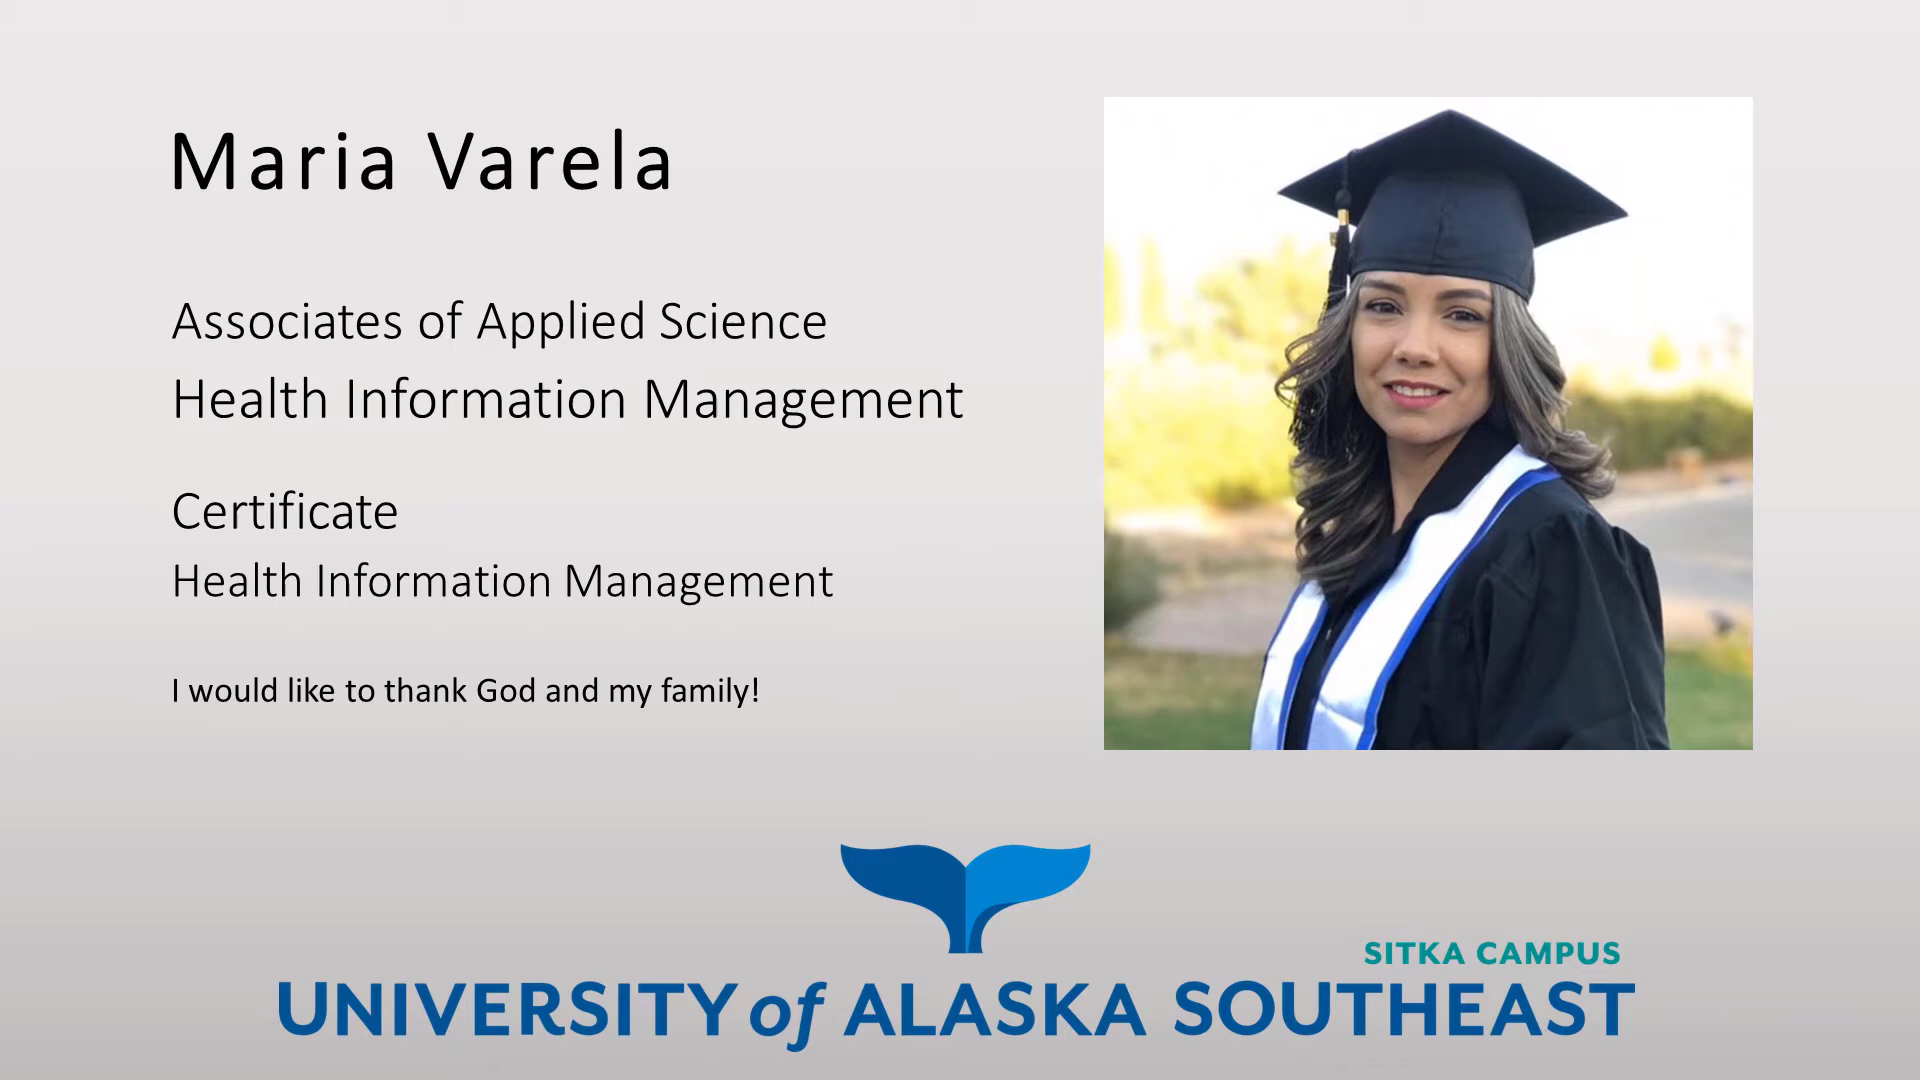 Maria Varela
Associates of Applied Science
Health Information Management
Certificate
Health Information Management
I would like to thank God and my family!
SITKA CAMPUS
UNIVERSITY of ALASKA SOUTHEAST